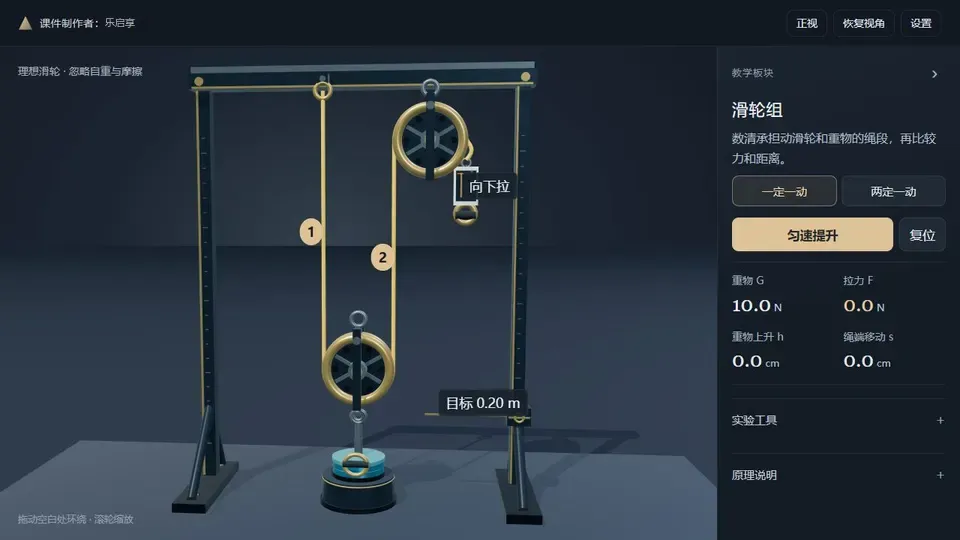 课件制作者：乐启享
正视
恢复视角
设置
理想滑轮 · 忽略自重与摩擦
向下拉
1
2
目标 0.20 m
拖动空白处环绕 · 滚轮缩放
教学板块
滑轮组
数清承担动滑轮和重物的绳段，再比较
力和距离。
一定一动
两定一动
匀速提升
复位
重物 G
拉力 F
10.0 N
0.0 N
重物上升 h
绳端移动 s
0.0 cm
0.0 cm
实验工具
原理说明